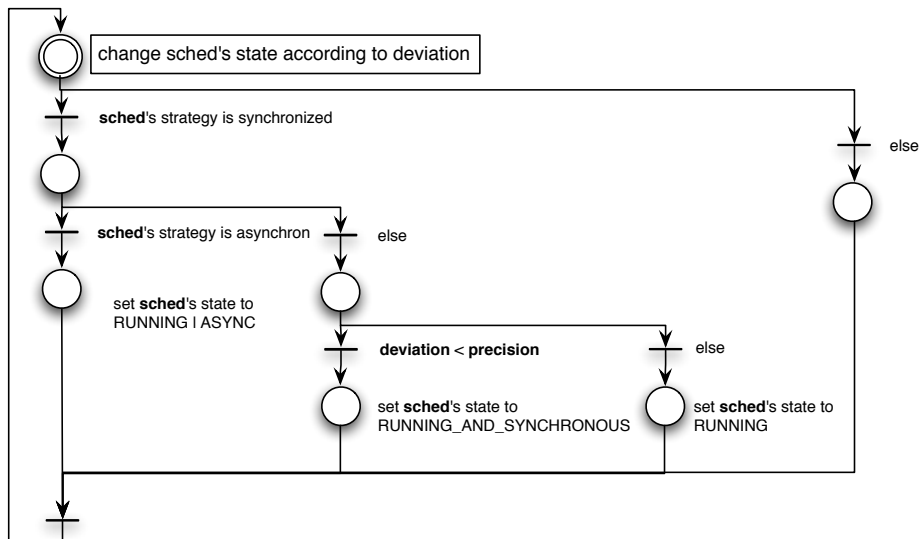 change sched's state according to deviation
sched's strategy is synchronized
else
sched's strategy is asynchron
else
set sched's state to
RUNNING | ASYNC
deviation < precision
else
set sched's state to
RUNNING_AND_SYNCHRONOUS
set sched's state to
RUNNING